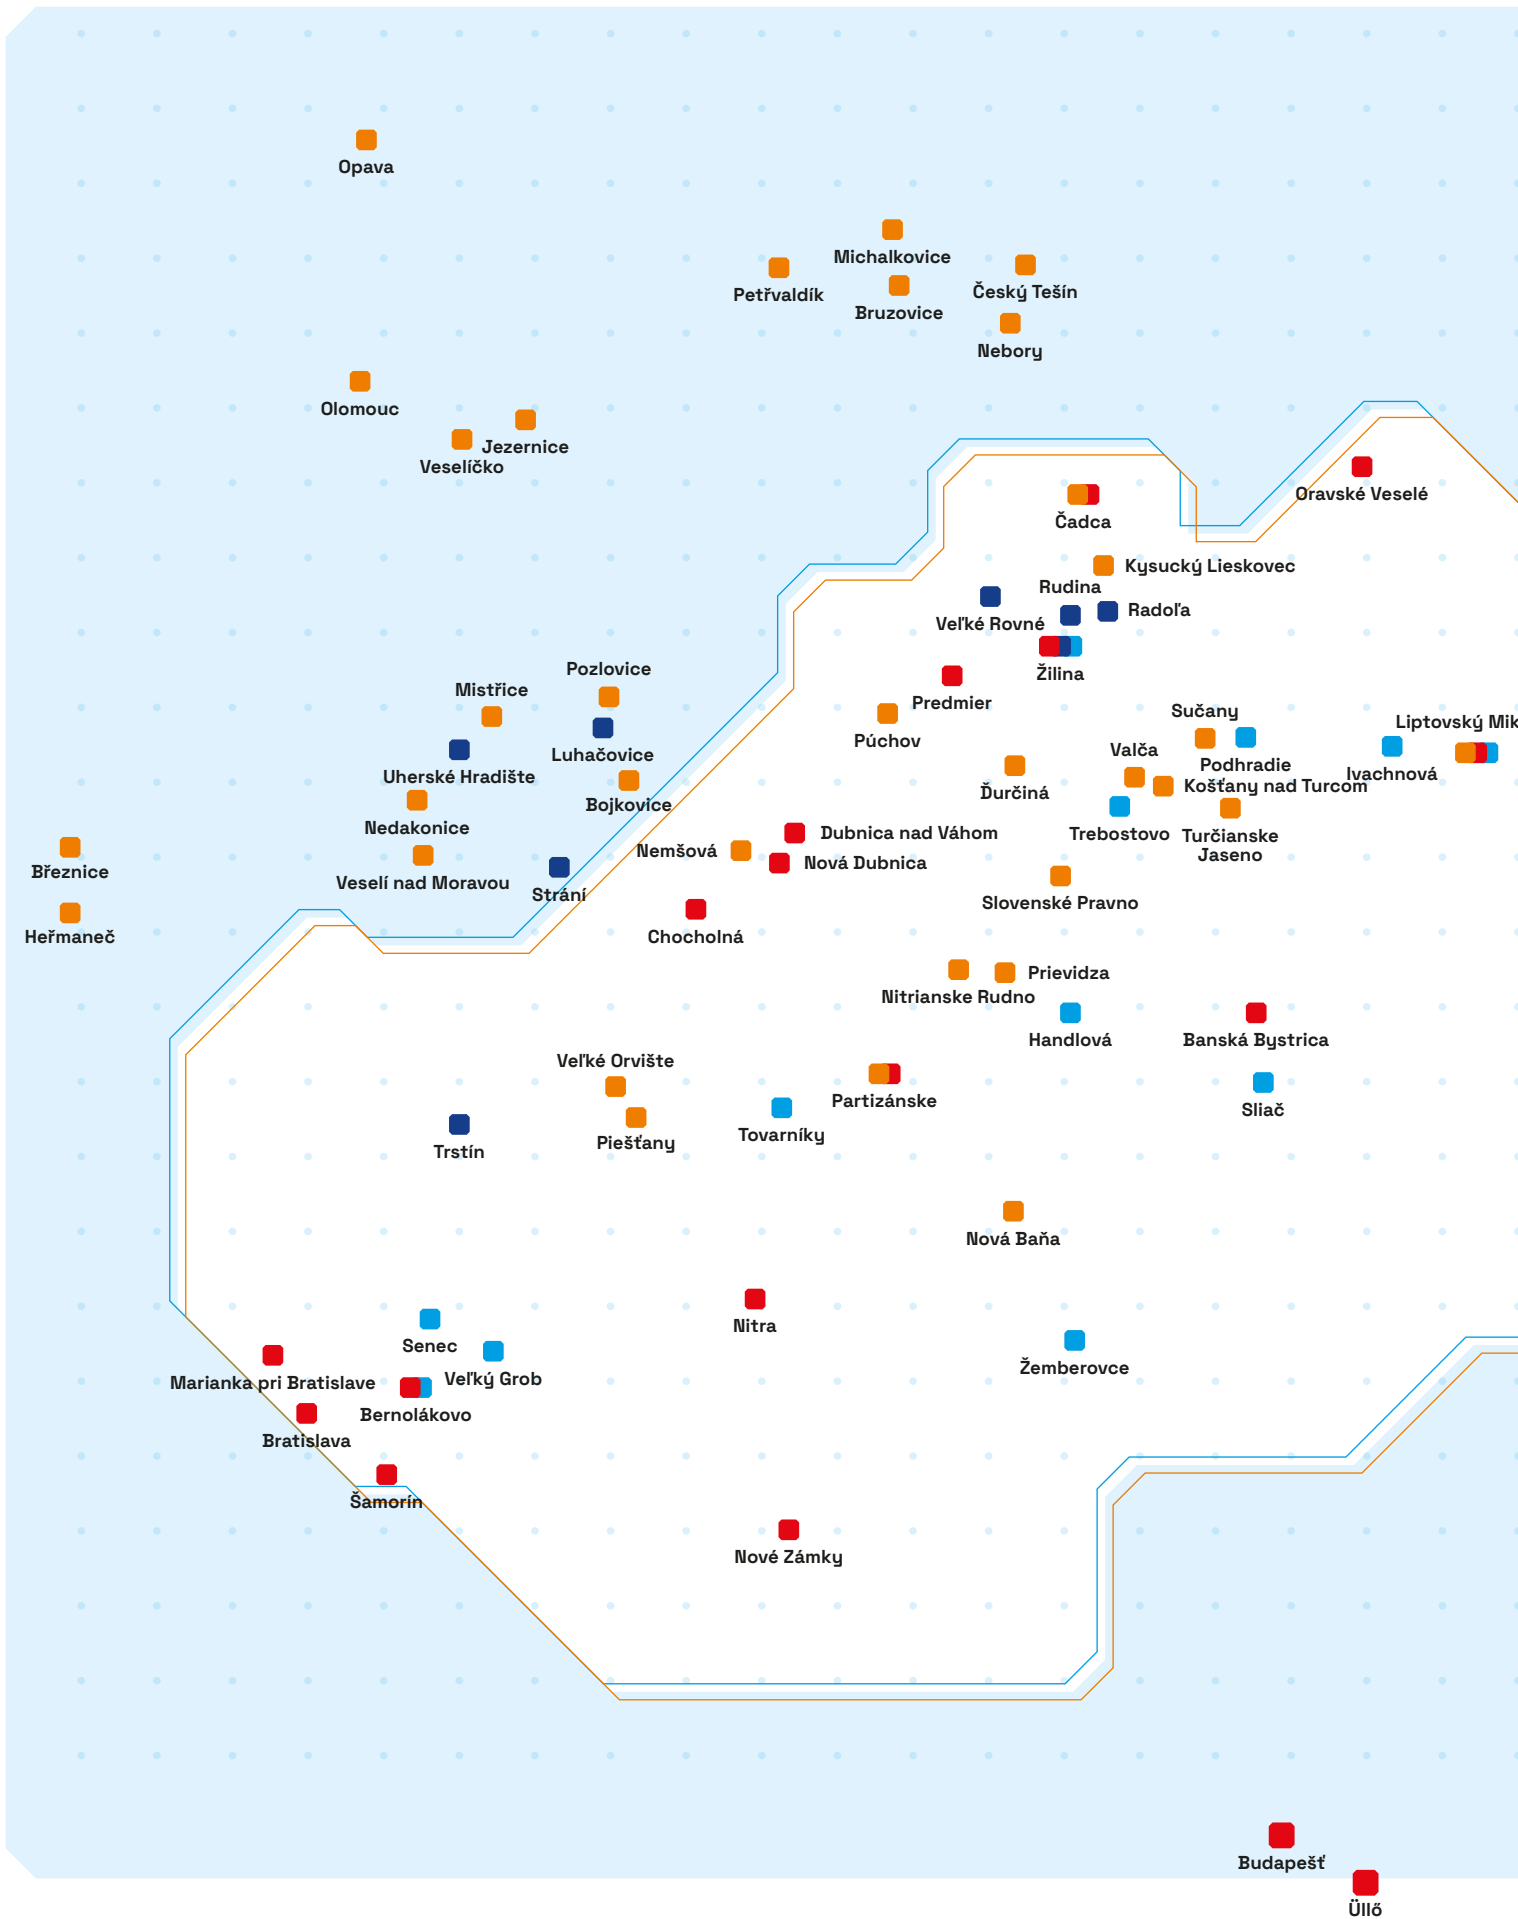 Opava
Michalkovice
Petřvaldík
Český Tešín
Bruzovice
Nebory
Olomouc
Jezernice
Veselíčko
Oravské Veselé
Čadca
Kysucký Lieskovec
Rudina
Radoľa
Veľké Rovné
Žilina
Pozlovice
Mistřice
Predmier
Sučany
Liptovský Mik
Púchov
Valča
Luhačovice
Podhradie
Ivachnová
Uherské Hradište
Košťany nad Turcom
Ďurčiná
Bojkovice
Nedakonice
Dubnica nad Váhom
Trebostovo
Turčianske
Jaseno
Nemšová
Nová Dubnica
Březnice
Veselí nad Moravou
Strání
Slovenské Pravno
Heřmaneč
Chocholná
Prievidza
Nitrianske Rudno
Handlová
Banská Bystrica
Veľké Orvište
Partizánske
Sliač
Tovarníky
Piešťany
Trstín
Nová Baňa
Nitra
Senec
Žemberovce
Veľký Grob
Marianka pri Bratislave
Bernolákovo
Bratislava
Šamorín
Nové Zámky
Budapešť
Üllő